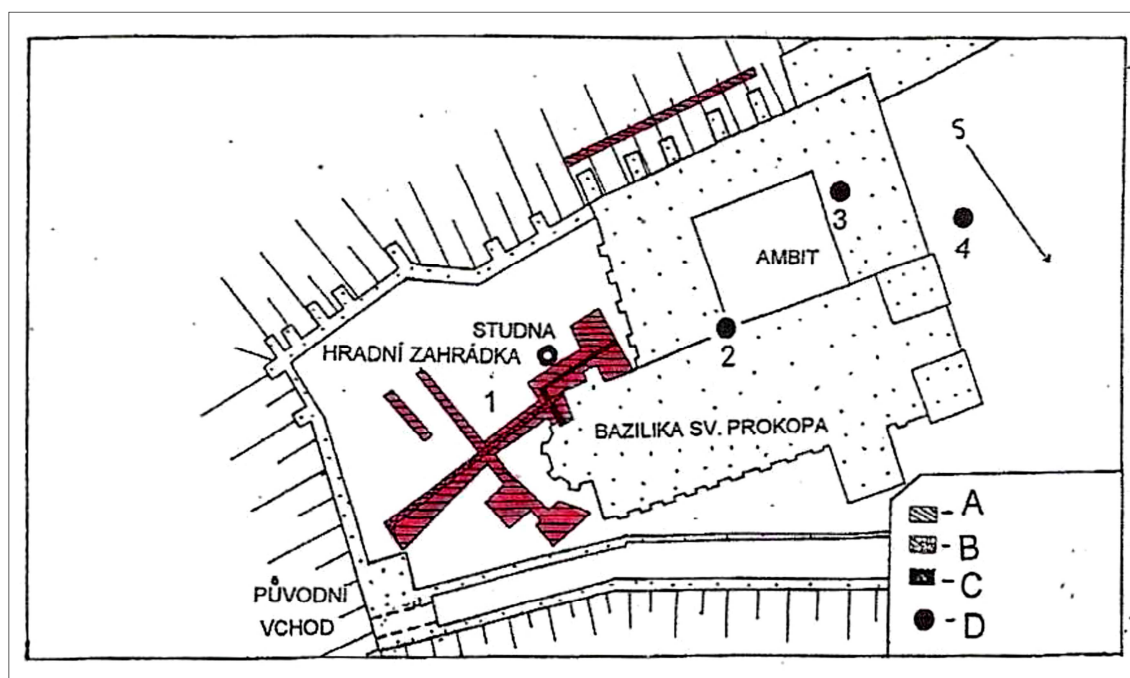 S
3
4
AMBIT
STUDNA
2
HRADNÍ ZAHRÁDKA
1
BAZILIKA SV. PROKOPA
PŮVODNÍ
VCHOD
- A
- B
- C
- D